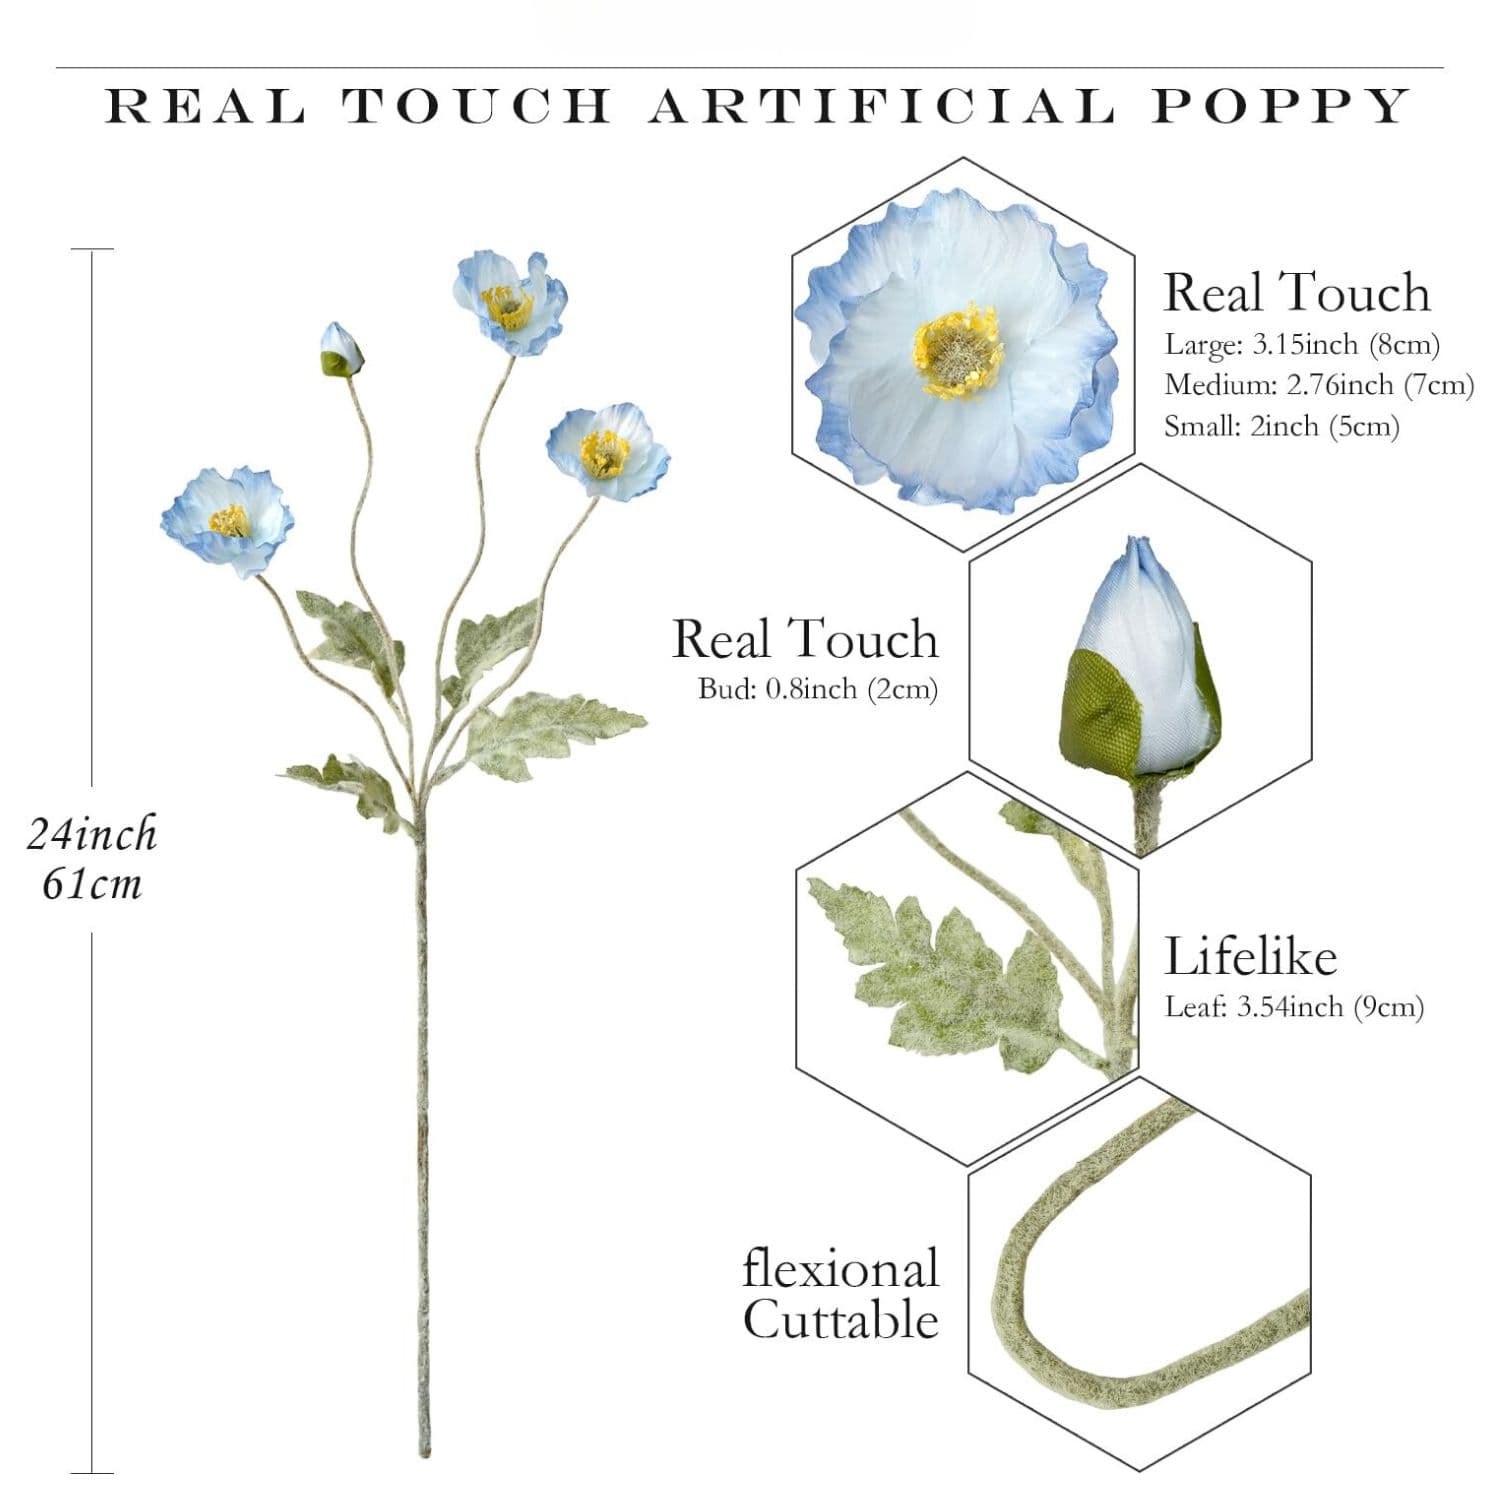 REAL TOUCH ARTIFICIAL POPPY
Real Touch
Large: 3.15inch (8cm)
Medium: 2.76inch (7cm)
Small: 2inch (5cm)
Real Touch
Bud: 0.8inch (2cm)
24inch
61cm
Lifelike
Leaf: 3.54inch (9cm)
flexional
Cuttable